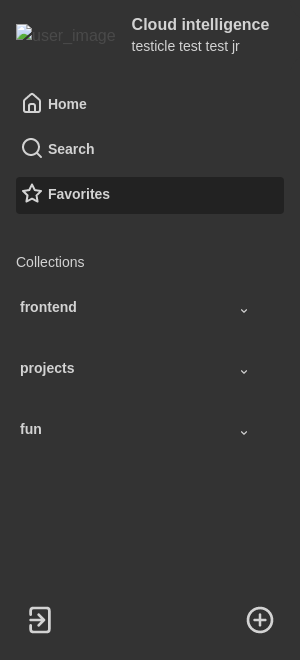 user_image
Cloud intelligence
testicle test test jr
Home
Search
Favorites
Collections
frontend
projects
fun